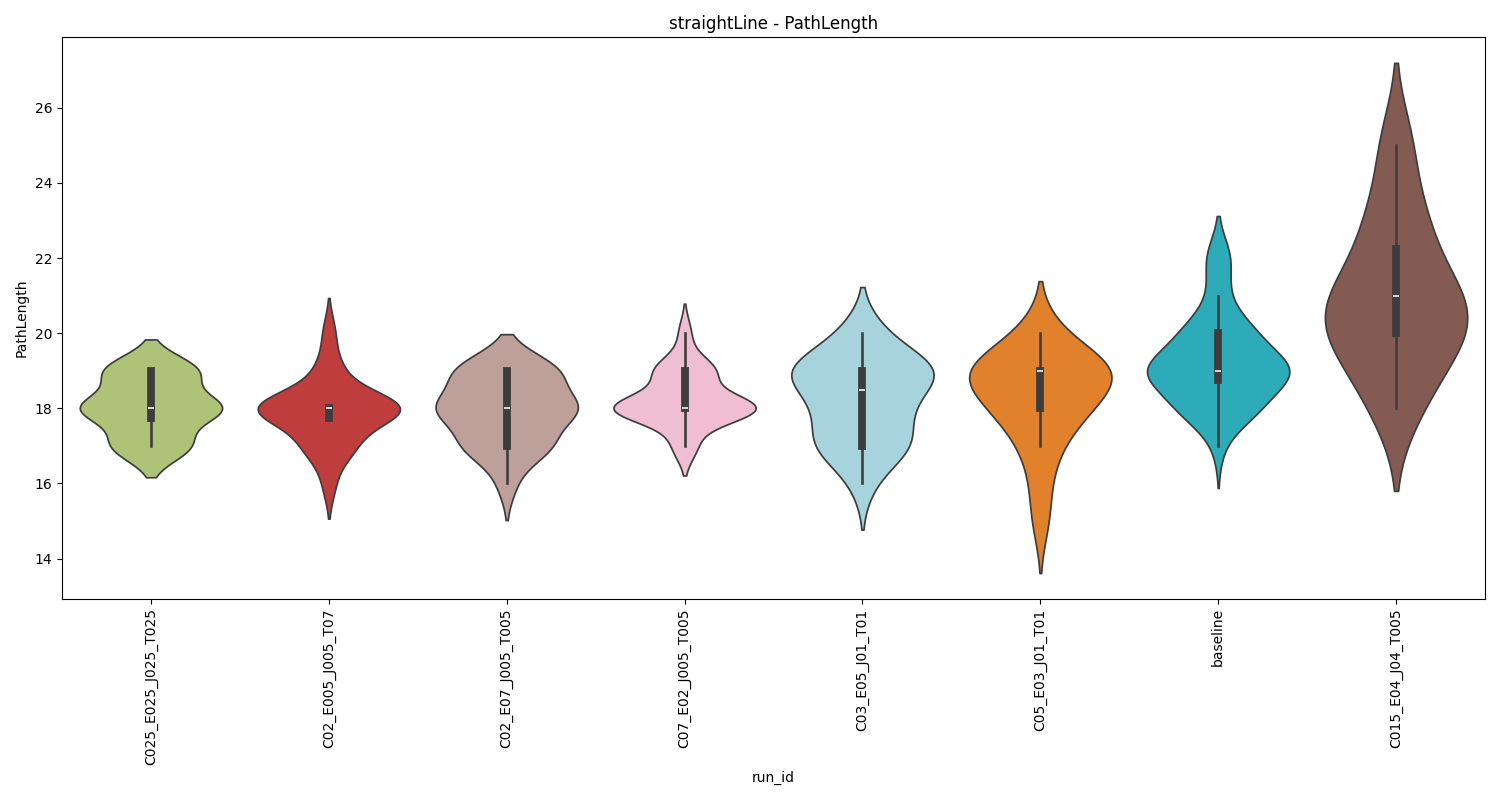 straightLine - PathLength
PathLength
26
24
22
20
18
16
14
C025_E025_J025_T025
C02_E005_J005_T07
C02_E07_J005_T005
C07_E02_J005_T005
C03_E05_J01_T01
C05_E03_J01_T01
baseline
C015_E04_J04_T005
run_id